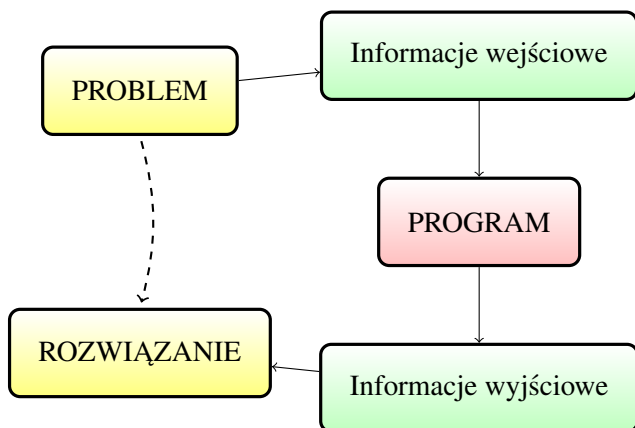 PROBLEM
Informacje wejściowe
PROGRAM
ROZWIĄZANIE
Informacje wyjściowe